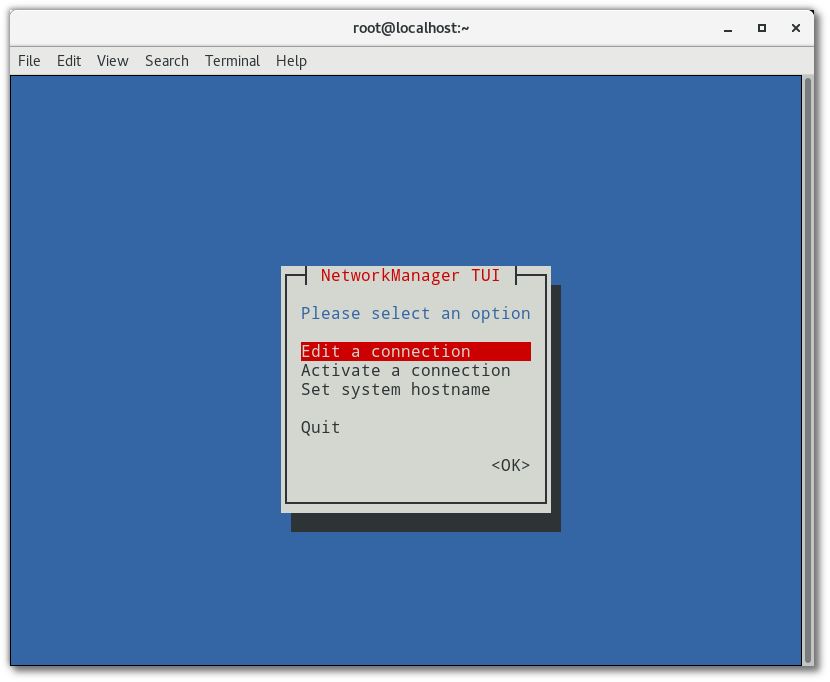 root@localhost:~
File Edit View Search Terminal Help
NetworkManager TUI
Please select an option
Edit a connection
Activate a connection
Set system hostname
Quit
<OK>